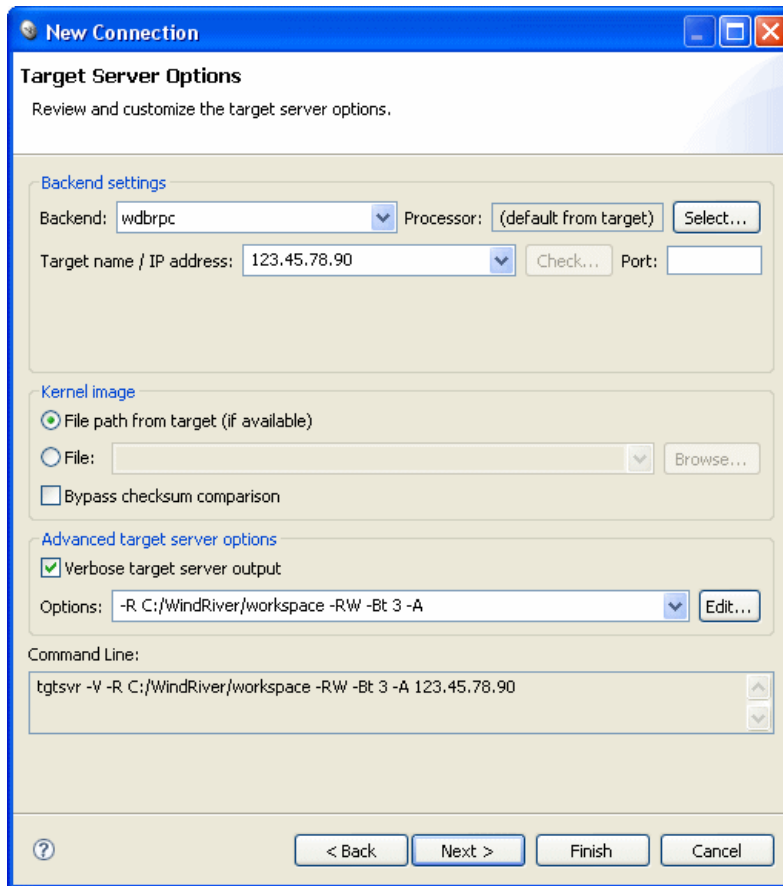 New Connection
Target Server Options
Review and customize the target server options.
Backend settings
Backend: wdbrpc Processor: (default from target) Select...
Target name / IP address: 123.45.78.90 Check... Port:
Kernel image
File path from target (if available)
File: Browse...
Bypass checksum comparison
Advanced target server options
Verbose target server output
Options: -R C:/WindRiver/workspace -RW -Bt 3 -A Edit...
Command Line:
tgtsvr -V -R C:/WindRiver/workspace -RW -Bt 3 -A 123.45.78.90
? < Back Next > Finish Cancel